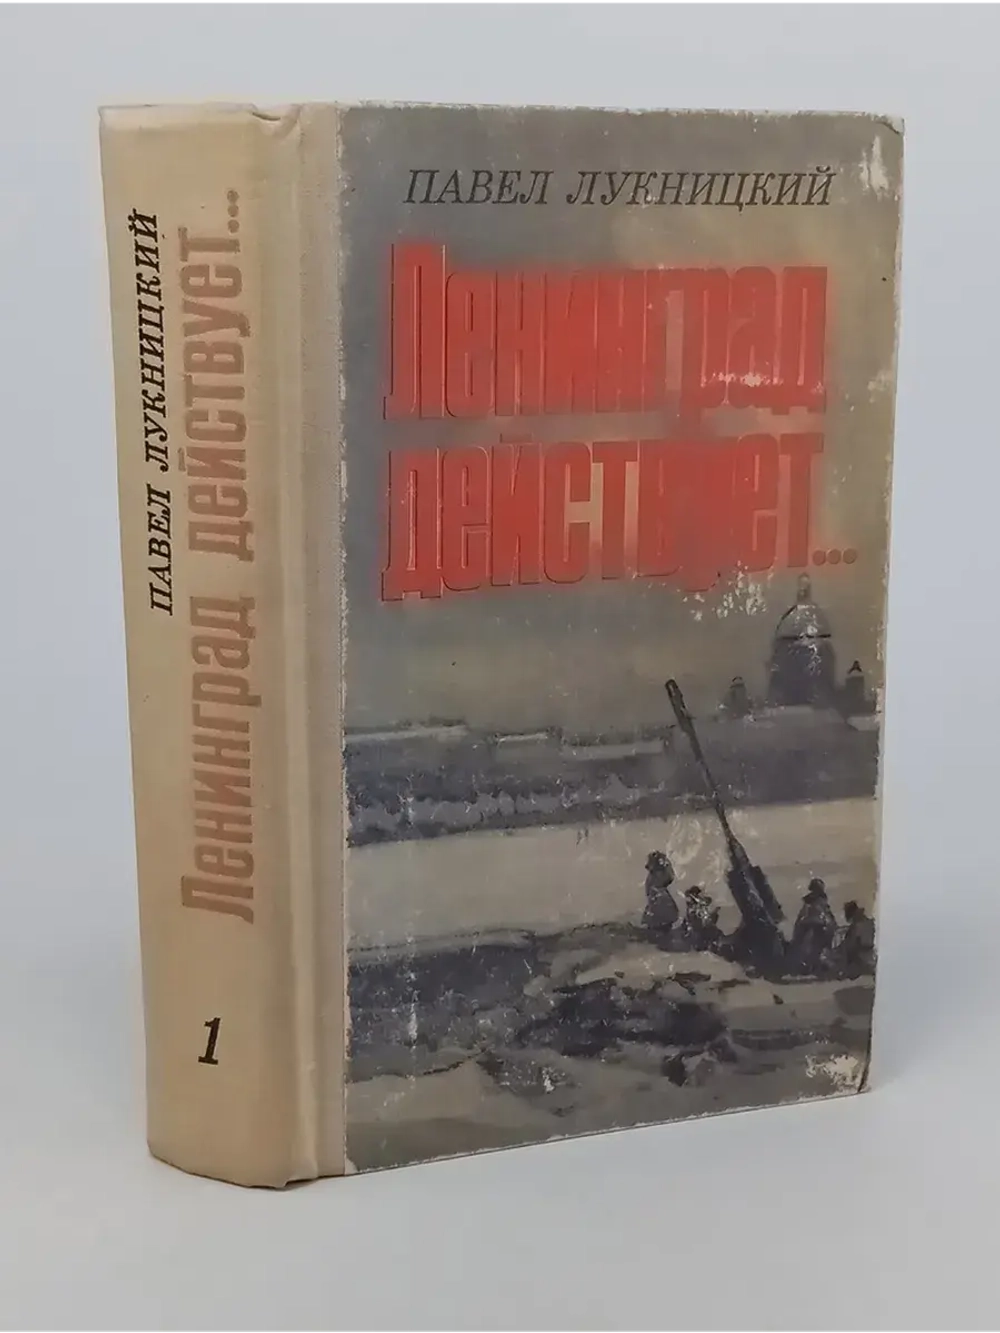 ПАВЕЛ ЛУКНИЦКИЙ
Ленинград действует...
1
ПАВЕЛ ЛУКНИЦКИЙ
Ленинград
действует...